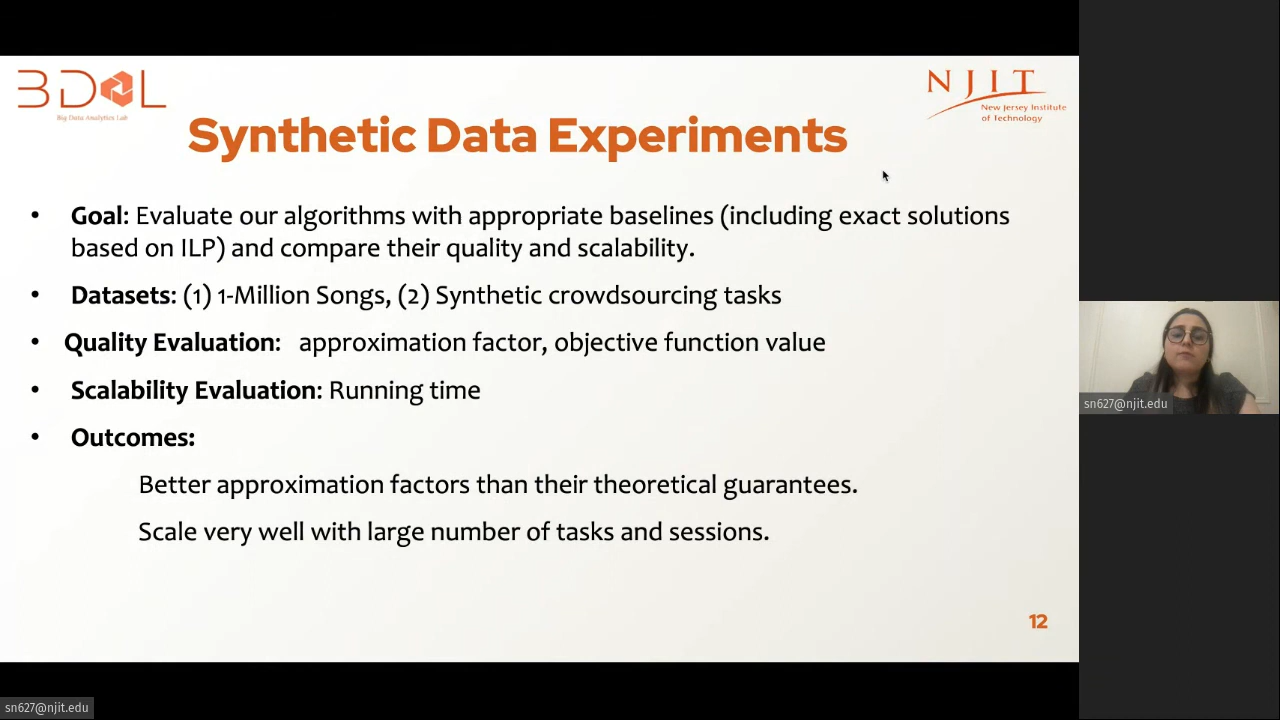 BDAL
Big Data Analytics Lab
NJIT
New Jersey Institute
of Technology
Synthetic Data Experiments
• Goal: Evaluate our algorithms with appropriate baselines (including exact solutions
based on ILP) and compare their quality and scalability.
• Datasets: (1) 1-Million Songs, (2) Synthetic crowdsourcing tasks
• Quality Evaluation: approximation factor, objective function value
• Scalability Evaluation: Running time
• Outcomes:
Better approximation factors than their theoretical guarantees.
Scale very well with large number of tasks and sessions.
12
sn627@njit.edu
sn627@njit.edu